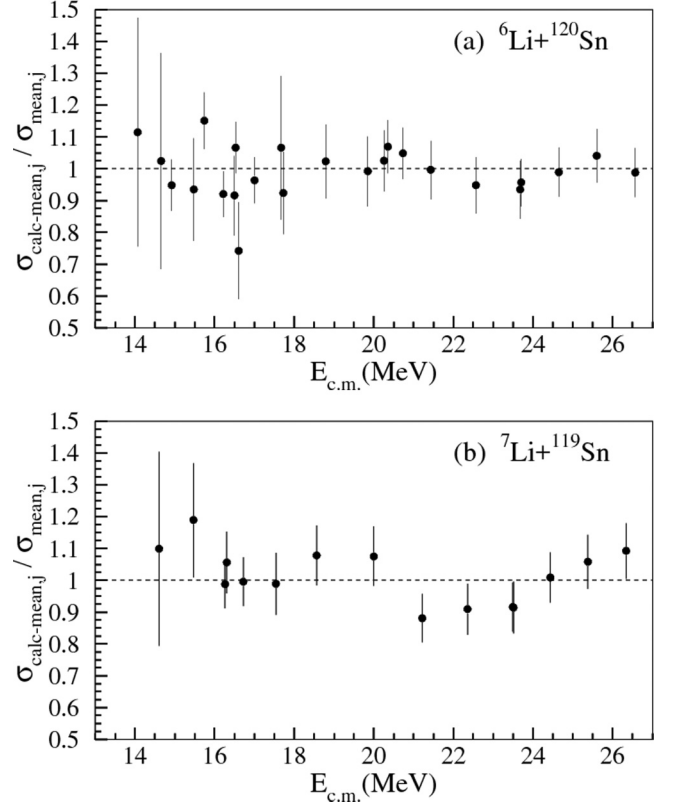 1.5
1.4
1.3
1.2
1.1
1
0.9
0.8
0.7
0.6
0.5
σcalc-mean,j / σmean,j
(a) ⁶Li+¹²⁰Sn
14 16 18 20 22 24 26
Ec.m.(MeV)
1.5
1.4
1.3
1.2
1.1
1
0.9
0.8
0.7
0.6
0.5
σcalc-mean,j / σmean,j
(b) ⁷Li+¹¹⁹Sn
14 16 18 20 22 24 26
Ec.m.(MeV)